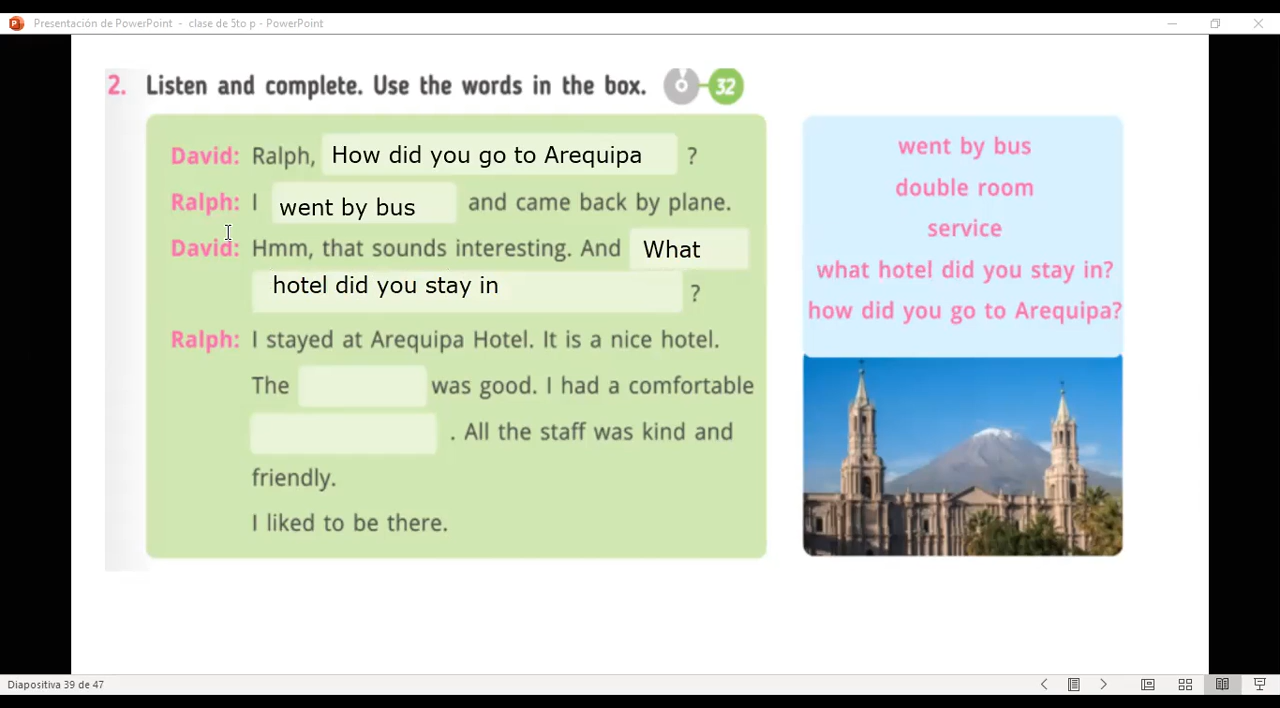 Presentación de PowerPoint - clase de 5to p - PowerPoint
2. Listen and complete. Use the words in the box. 32
David: Ralph, How did you go to Arequipa ?
Ralph: I went by bus and came back by plane.
David: Hmm, that sounds interesting. And What
hotel did you stay in ?
Ralph: I stayed at Arequipa Hotel. It is a nice hotel.
The was good. I had a comfortable
. All the staff was kind and
friendly.
I liked to be there.
went by bus
double room
service
what hotel did you stay in?
how did you go to Arequipa?
Diapositiva 39 de 47